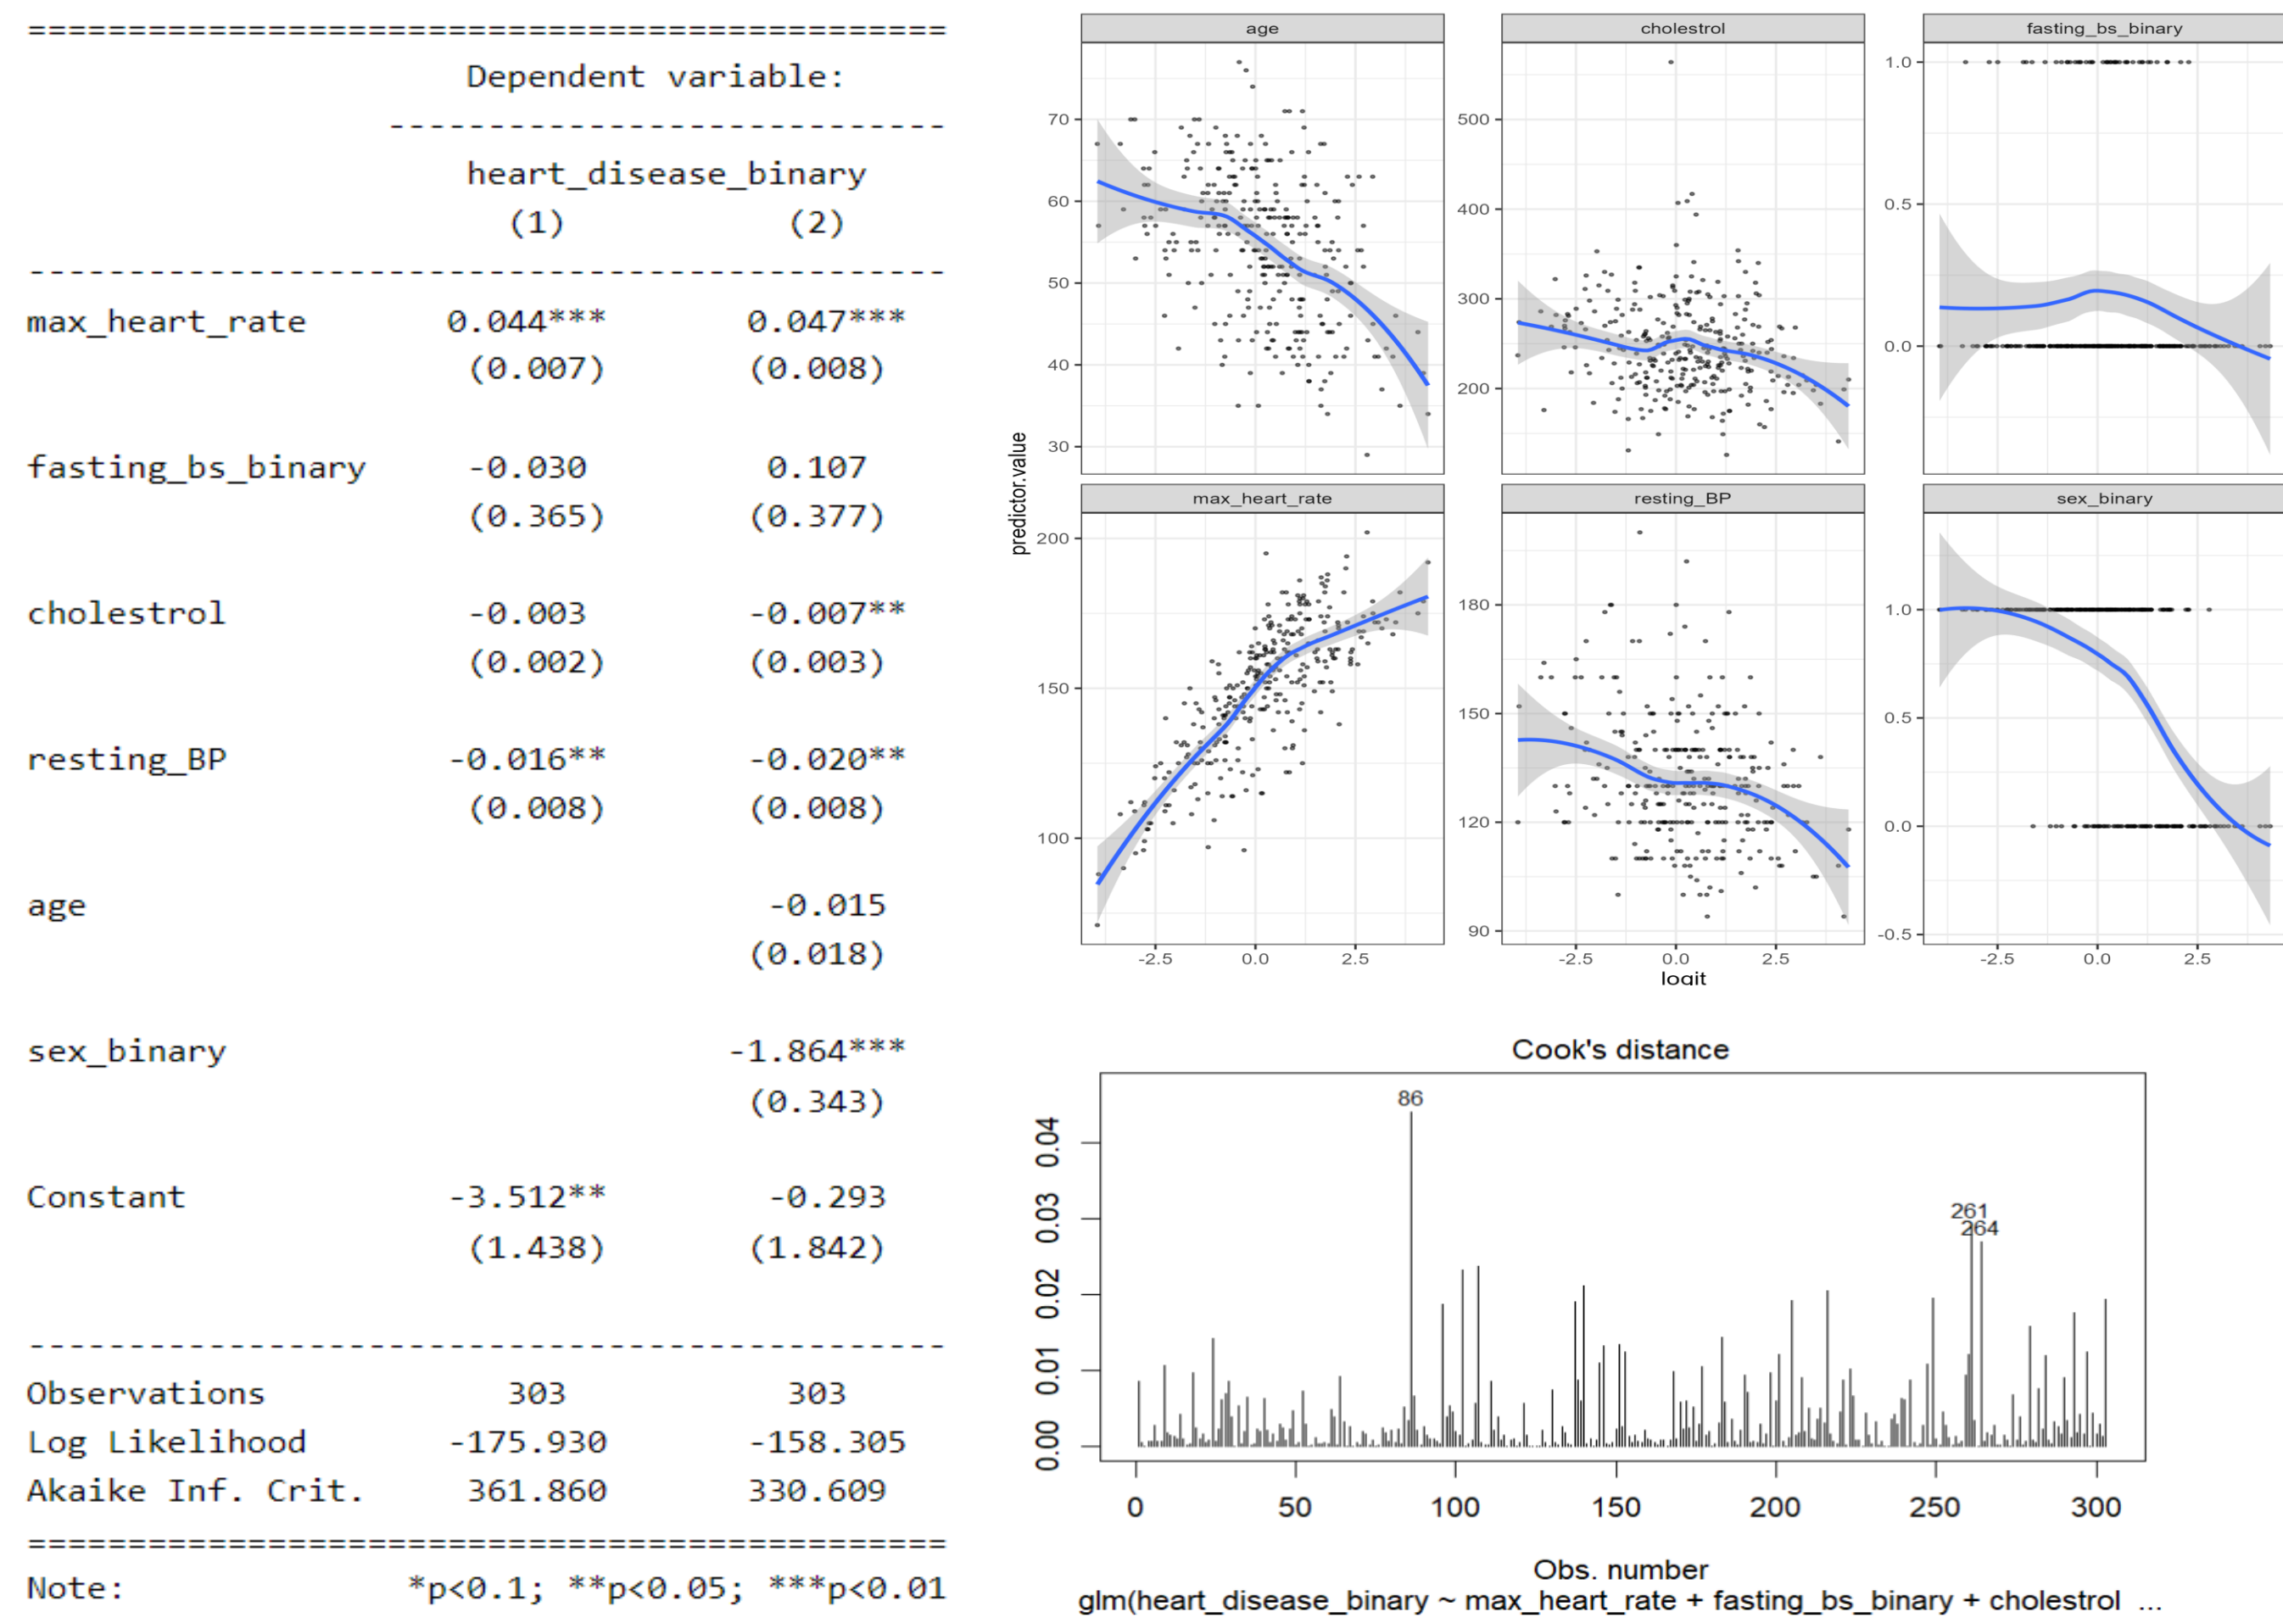 ==============================================
Dependent variable:
----------------------------
heart_disease_binary
(1) (2)
----------------------------------------------
max_heart_rate 0.044*** 0.047***
(0.007) (0.008)
fasting_bs_binary -0.030 0.107
(0.365) (0.377)
cholestrol -0.003 -0.007**
(0.002) (0.003)
resting_BP -0.016** -0.020**
(0.008) (0.008)
age -0.015
(0.018)
sex_binary -1.864***
(0.343)
Constant -3.512** -0.293
(1.438) (1.842)
----------------------------------------------
Observations 303 303
Log Likelihood -175.930 -158.305
Akaike Inf. Crit. 361.860 330.609
==============================================
Note: *p<0.1; **p<0.05; ***p<0.01
predictor.value
age
70
60
50
40
30
cholestrol
500
400
300
200
fasting_bs_binary
1.0
0.5
0.0
max_heart_rate
200
150
100
-2.5 0.0 2.5
resting_BP
180
150
120
90
-2.5 0.0 2.5
sex_binary
1.0
0.5
0.0
-0.5
-2.5 0.0 2.5
logit
Cook's distance
86
261
264
0.04
0.03
0.02
0.01
0.00
0 50 100 150 200 250 300
Obs. number
glm(heart_disease_binary ~ max_heart_rate + fasting_bs_binary + cholestrol ...